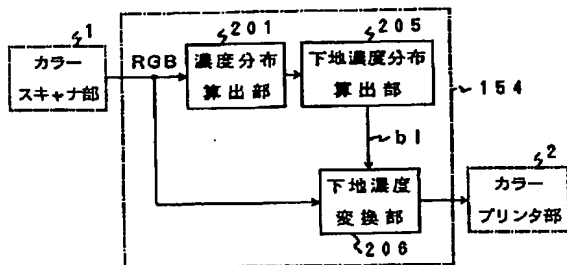 1
カラー
スキャナ部
RGB
201
濃度分布
算出部
205
下地濃度分布
算出部
154
bl
下地濃度
変換部
206
2
カラー
プリンタ部